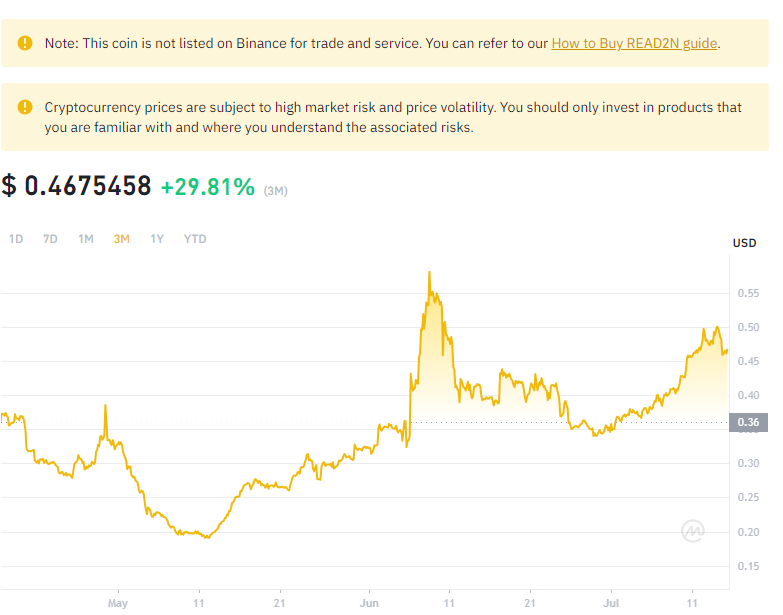 Note: This coin is not listed on Binance for trade and service. You can refer to our How to Buy READ2N guide.
Cryptocurrency prices are subject to high market risk and price volatility. You should only invest in products that
you are familiar with and where you understand the associated risks.
$ 0.4675458 +29.81% (3M)
1D 7D 1M 3M 1Y YTD
USD
0.55
0.50
0.45
0.40
0.36
0.30
0.25
0.20
0.15
May 11 21 Jun 11 21 Jul 11